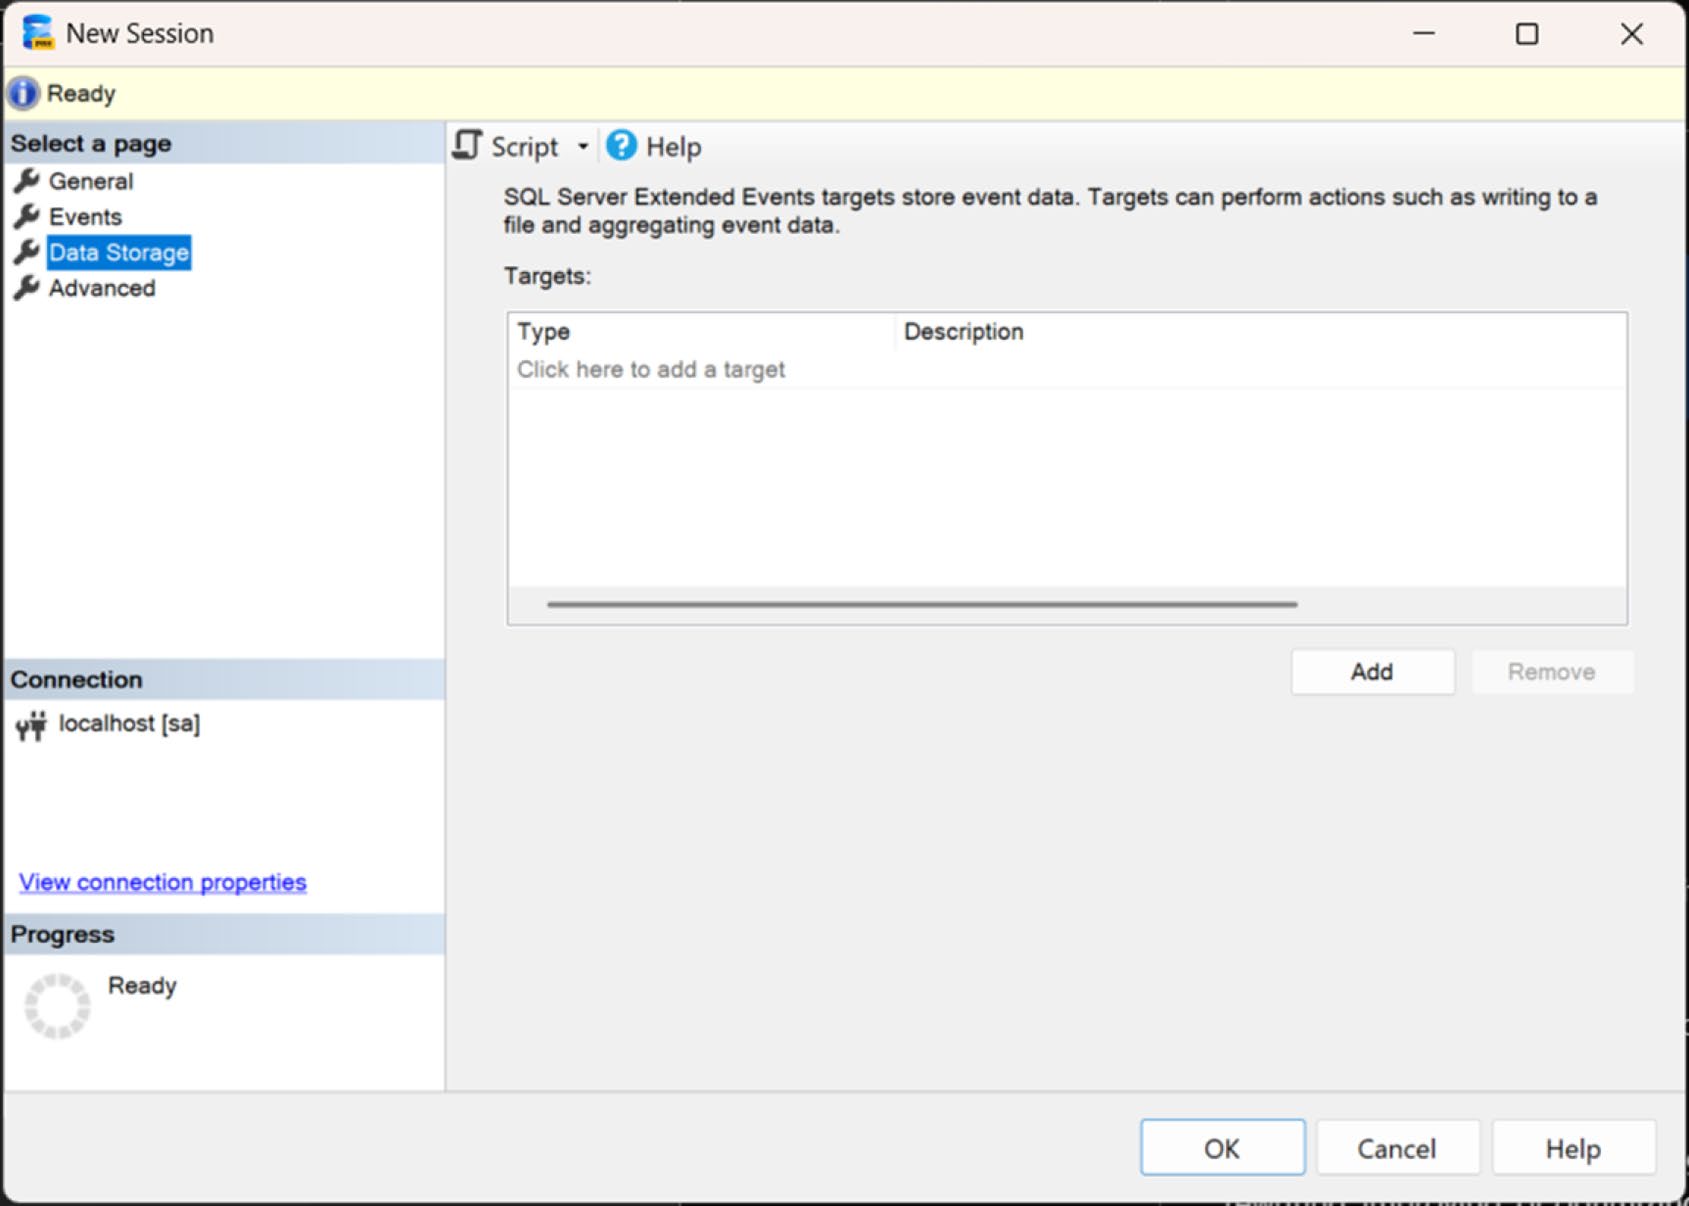 New Session
Ready
Select a page
General
Events
Data Storage
Advanced
Script
Help
SQL Server Extended Events targets store event data. Targets can perform actions such as writing to a
file and aggregating event data.
Targets:
Type Description
Click here to add a target
Add Remove
Connection
localhost [sa]
View connection properties
Progress
Ready
OK Cancel Help